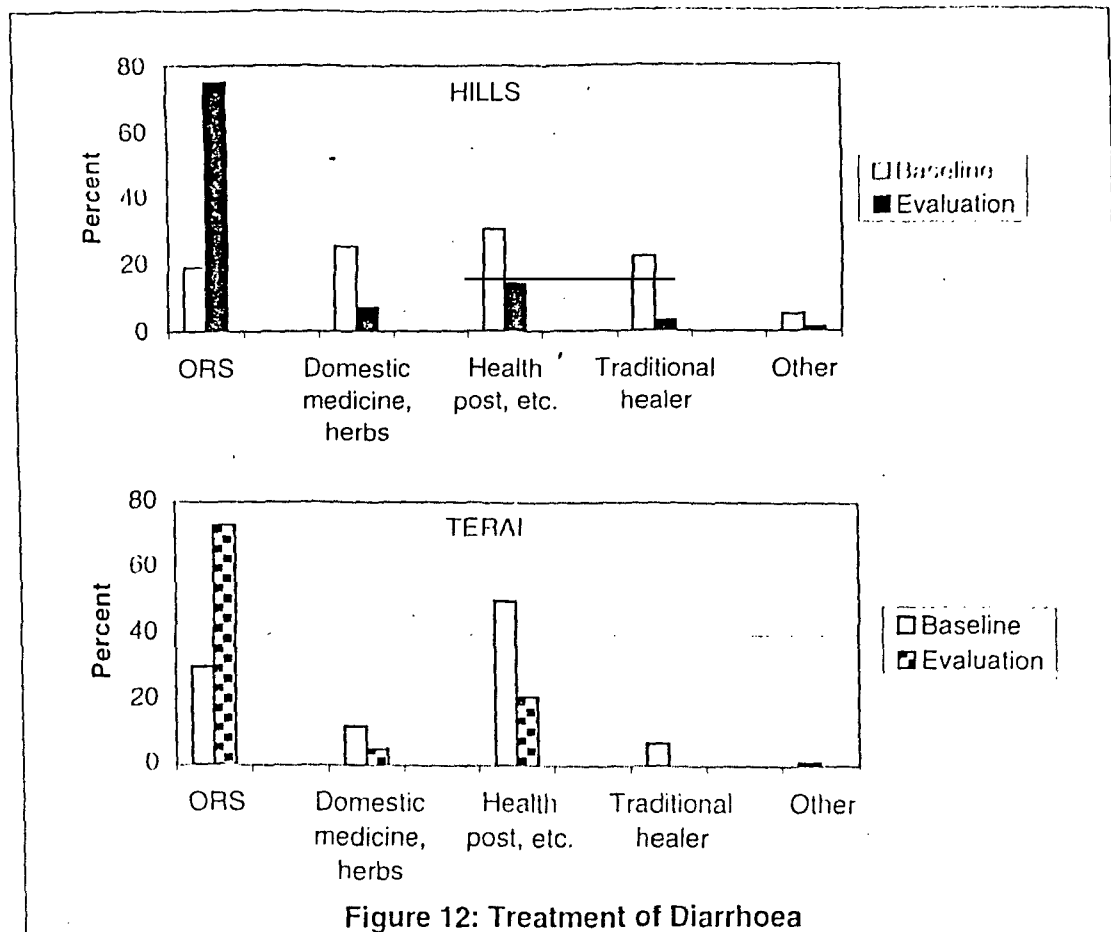 80
HILLS
60
40
20
0
Percent
Baseline
Evaluation
ORS
Domestic
medicine,
herbs
Health
post, etc.
Traditional
healer
Other
80
TERAI
60
40
20
0
Percent
Baseline
Evaluation
ORS
Domestic
medicine,
herbs
Health
post, etc.
Traditional
healer
Other
Figure 12: Treatment of Diarrhoea